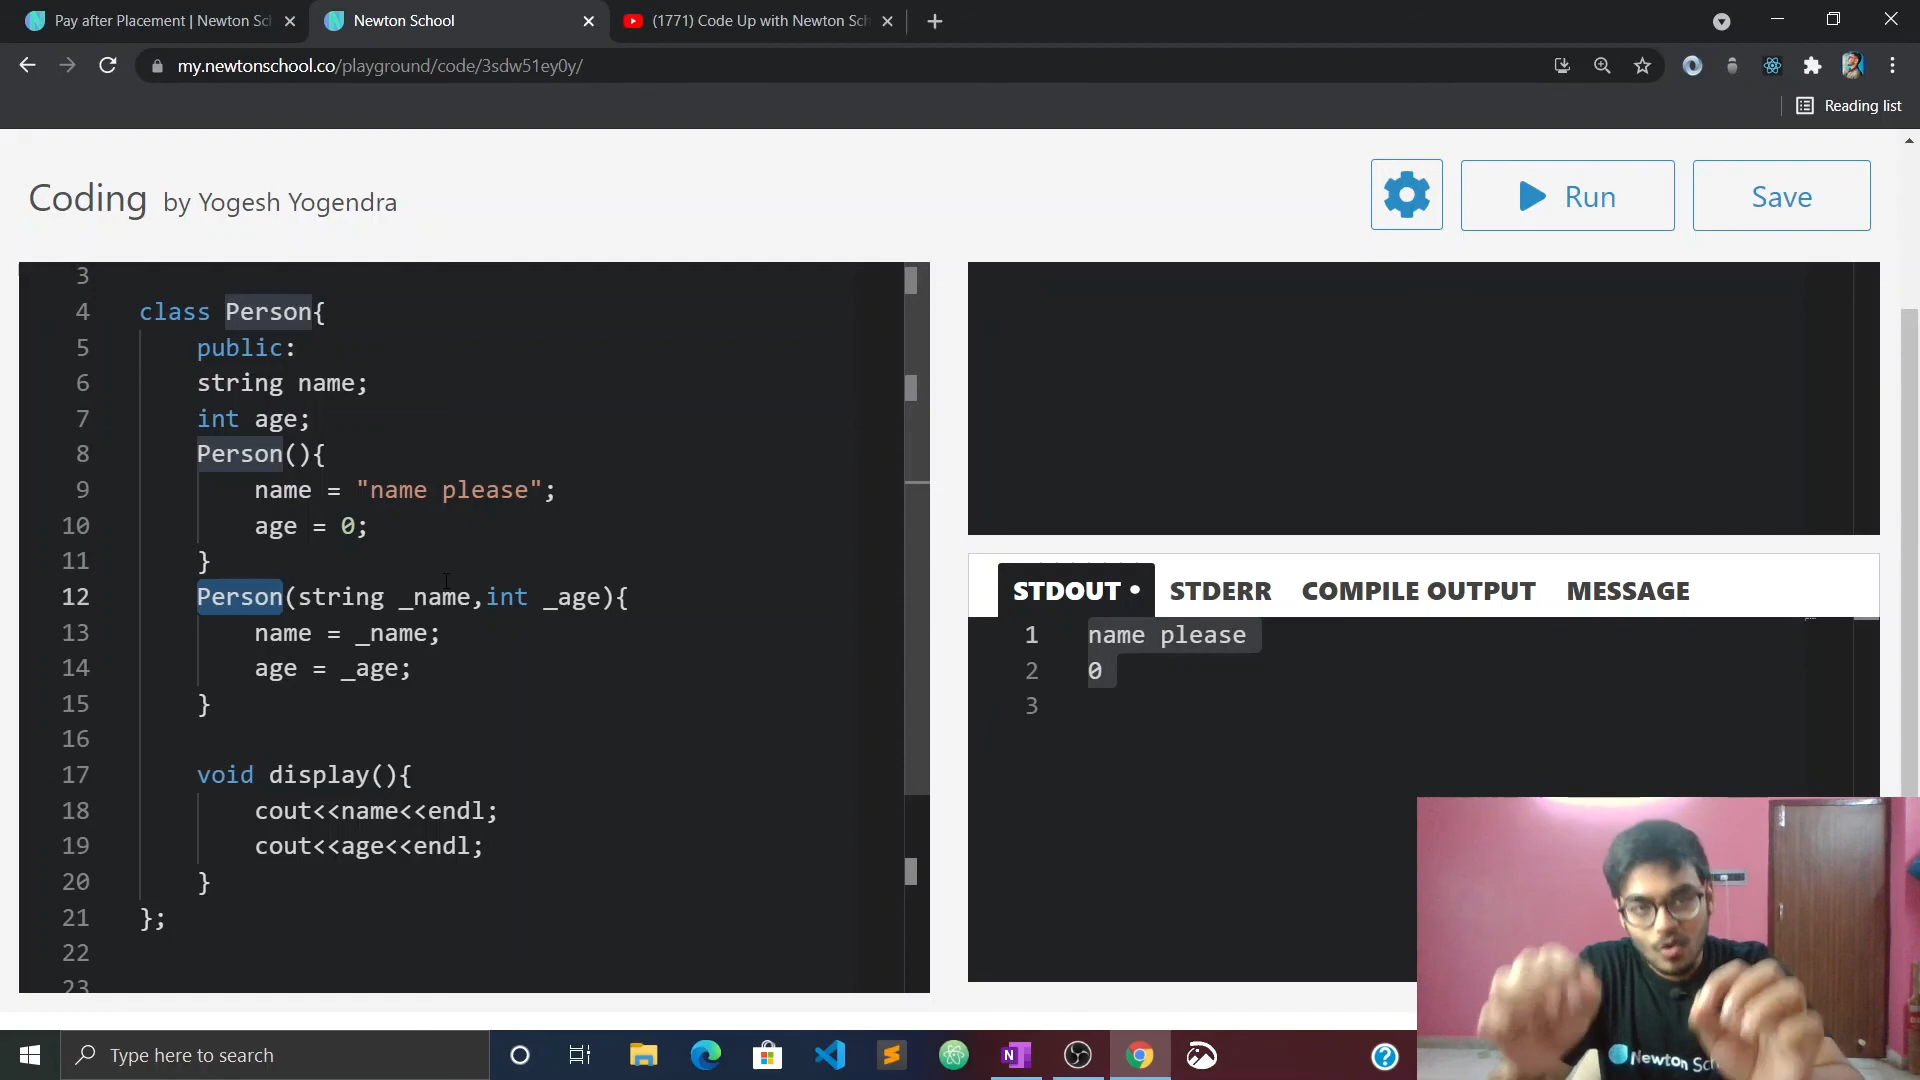 Pay after Placement | Newton Sc
Newton School
(1771) Code Up with Newton Sch
my.newtonschool.co/playground/code/3sdw51ey0y/
Reading list
Coding by Yogesh Yogendra
Run
Save
3
4 class Person{
5 public:
6 string name;
7 int age;
8 Person(){
9 name = "name please";
10 age = 0;
11 }
12 Person(string _name,int _age){
13 name = _name;
14 age = _age;
15 }
16
17 void display(){
18 cout<<name<<endl;
19 cout<<age<<endl;
20 }
21 };
22
23
STDOUT • STDERR COMPILE OUTPUT MESSAGE
1 name please
2 0
3
Newton Sc
Type here to search